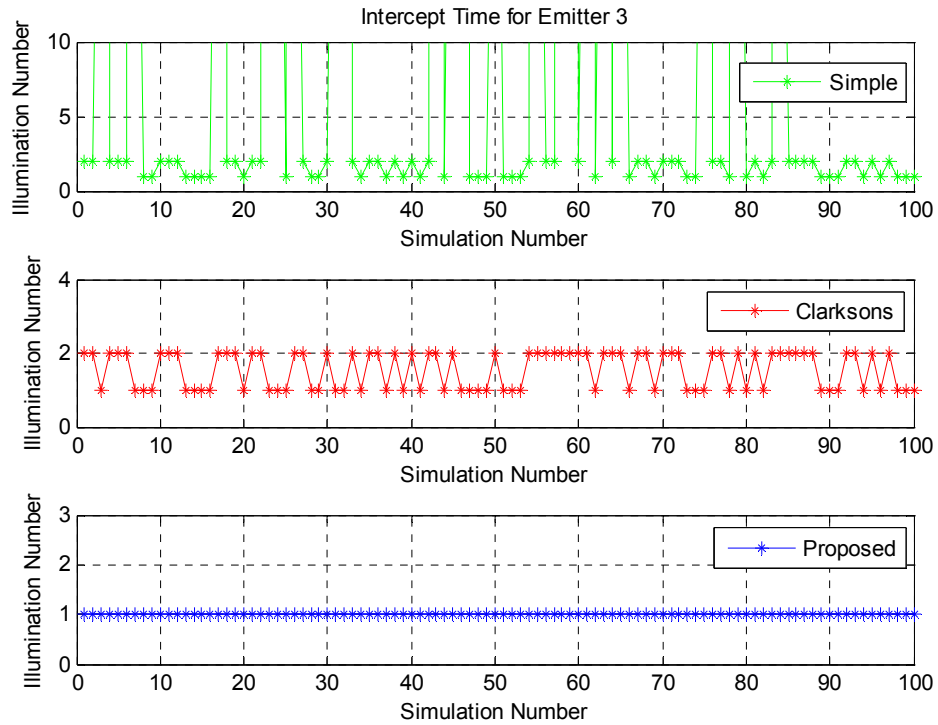 Intercept Time for Emitter 3
Illumination Number
10
5
0
Simple
0 10 20 30 40 50 60 70 80 90 100
Simulation Number
Illumination Number
4
2
0
Clarksons
0 10 20 30 40 50 60 70 80 90 100
Simulation Number
Illumination Number
3
2
1
0
Proposed
0 10 20 30 40 50 60 70 80 90 100
Simulation Number